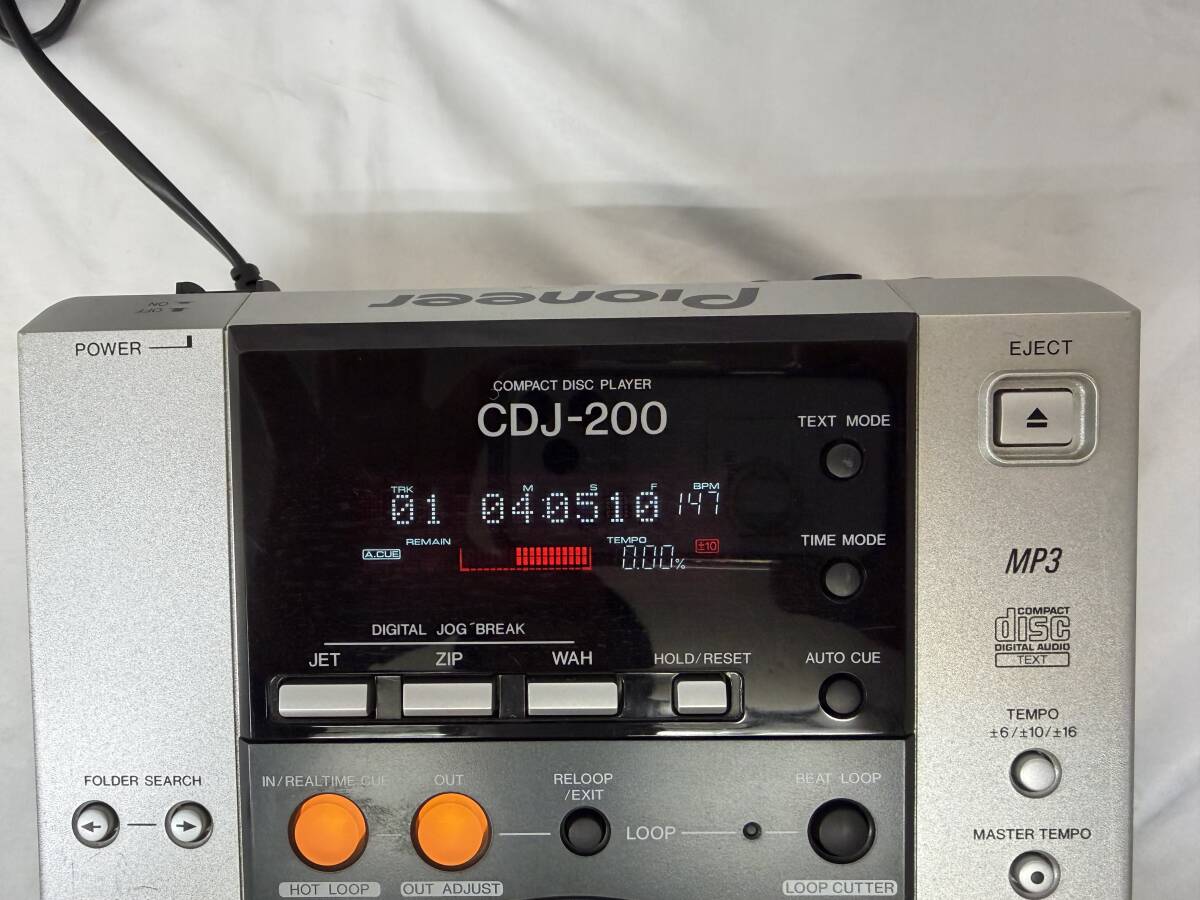 Pioneer
OFF
ON
POWER
EJECT
COMPACT DISC PLAYER
CDJ-200
TEXT MODE
TRK M S F BPM
01 04:05 10 147
REMAIN TEMPO
A.CUE 0.00% ±10
TIME MODE
MP3
COMPACT
disc
DIGITAL AUDIO
TEXT
DIGITAL JOG BREAK
JET ZIP WAH HOLD/RESET AUTO CUE
TEMPO
±6/±10/±16
FOLDER SEARCH
IN/REALTIME CUE OUT RELOOP
/EXIT
BEAT LOOP
LOOP
MASTER TEMPO
HOT LOOP OUT ADJUST LOOP CUTTER